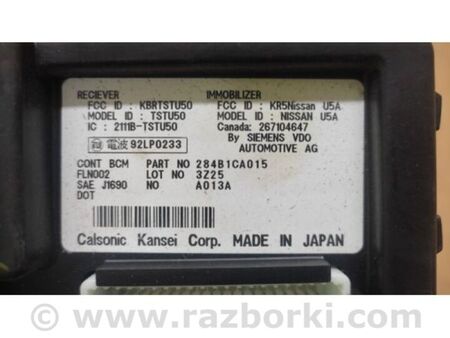 RECIEVER IMMOBILIZER
FCC ID : KBRTSTU50 FCC ID : KR5Nissan U5A
MODEL ID : TSTU50 MODEL ID : NISSAN U5A
IC : 2111B-TSTU50 Canada: 267104647
電波 92LP0233 By SIEMENS VDO
AUTOMOTIVE AG
CONT BCM PART NO 284B1CA015
FLN002 LOT NO 3Z25
SAE J1690 NO A013A
DOT
Calsonic Kansei Corp. MADE IN JAPAN
www.razborki.com